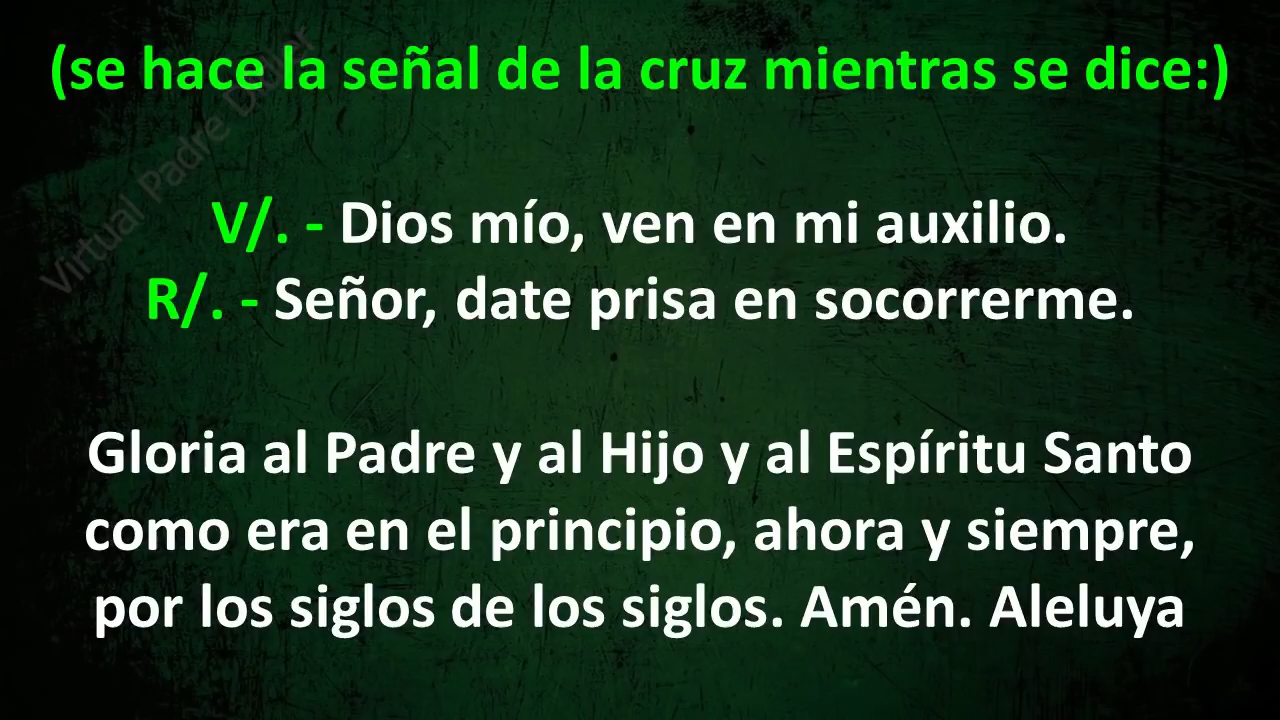 (se hace la señal de la cruz mientras se dice:)
V/. - Dios mío, ven en mi auxilio.
R/. - Señor, date prisa en socorrerme.
Gloria al Padre y al Hijo y al Espíritu Santo
como era en el principio, ahora y siempre,
por los siglos de los siglos. Amén. Aleluya
Virtual Padre